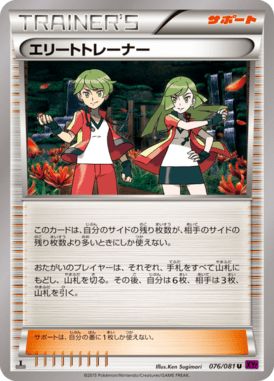 TRAINER'S
サポート
エリートトレーナー
このカードは、自分のサイドの残り枚数が、相手のサイドの
残り枚数より多いときにしか使えない。
おたがいのプレイヤーは、それぞれ、手札をすべて山札に
もどし、山札を切る。その後、自分は6枚、相手は3枚、
山札を引く。
サポートは、自分の番に1枚しか使えない。
Illus.Ken Sugimori
076/081 U
©2015 Pokémon/Nintendo/Creatures/GAME FREAK.